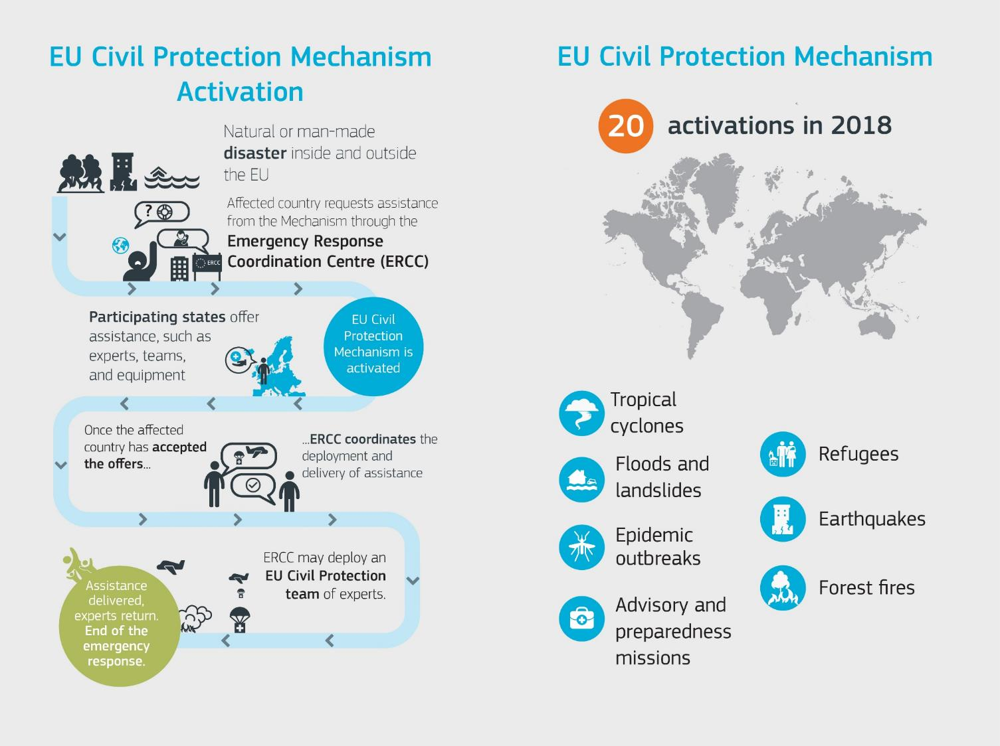 EU Civil Protection Mechanism
Activation
Natural or man-made
disaster inside and outside
the EU
?
Affected country requests assistance
from the Mechanism through the
Emergency Response
Coordination Centre (ERCC)
ERCC
Participating states offer
assistance, such as
experts, teams,
and equipment
EU Civil
Protection
Mechanism is
activated
Once the affected
country has accepted
the offers...
...ERCC coordinates the
deployment and
delivery of assistance
ERCC may deploy an
EU Civil Protection
team of experts.
Assistance
delivered,
experts return.
End of the
emergency
response.
EU Civil Protection Mechanism
20 activations in 2018
Tropical
cyclones
Floods and
landslides
Epidemic
outbreaks
Advisory and
preparedness
missions
Refugees
Earthquakes
Forest fires